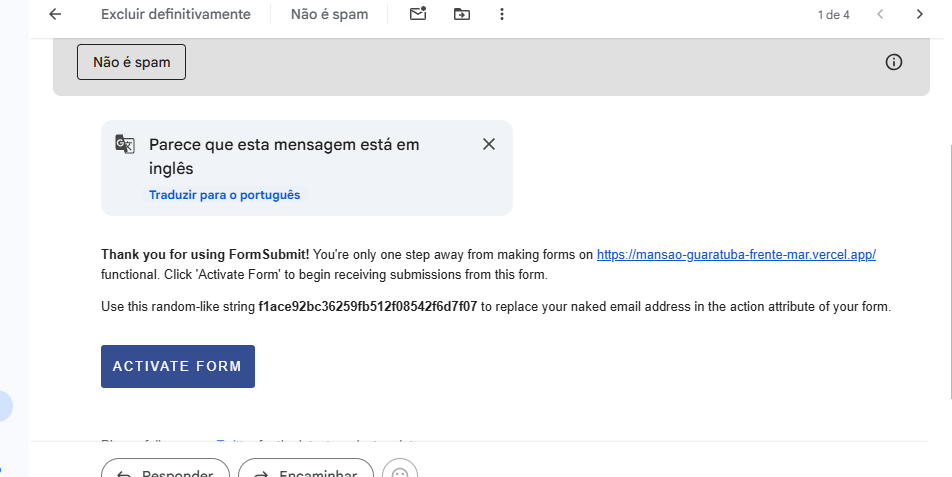 Excluir definitivamente Não é spam 1 de 4
Não é spam
Parece que esta mensagem está em
inglês
Traduzir para o português
Thank you for using FormSubmit! You're only one step away from making forms on https://mansao-guaratuba-frente-mar.vercel.app/
functional. Click 'Activate Form' to begin receiving submissions from this form.
Use this random-like string f1ace92bc36259fb512f08542f6d7f07 to replace your naked email address in the action attribute of your form.
ACTIVATE FORM
Responder Encaminhar